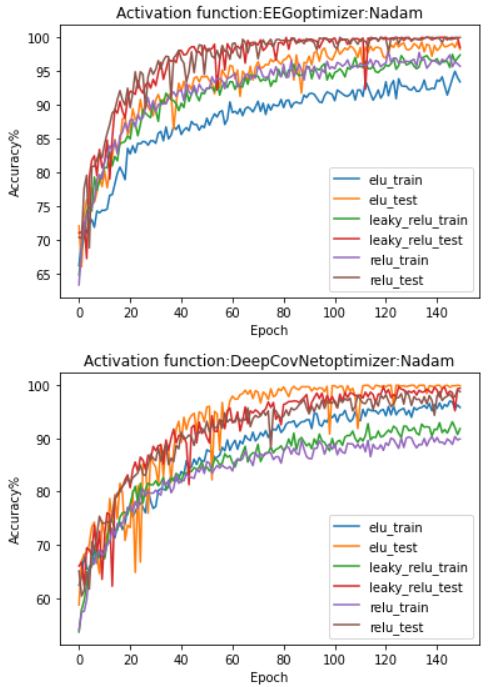 Activation function:EEGoptimizer:Nadam
100
95
90
85
80
75
70
65
Accuracy%
elu_train
elu_test
leaky_relu_train
leaky_relu_test
relu_train
relu_test
0 20 40 60 80 100 120 140
Epoch
Activation function:DeepCovNetoptimizer:Nadam
100
90
80
70
60
Accuracy%
elu_train
elu_test
leaky_relu_train
leaky_relu_test
relu_train
relu_test
0 20 40 60 80 100 120 140
Epoch